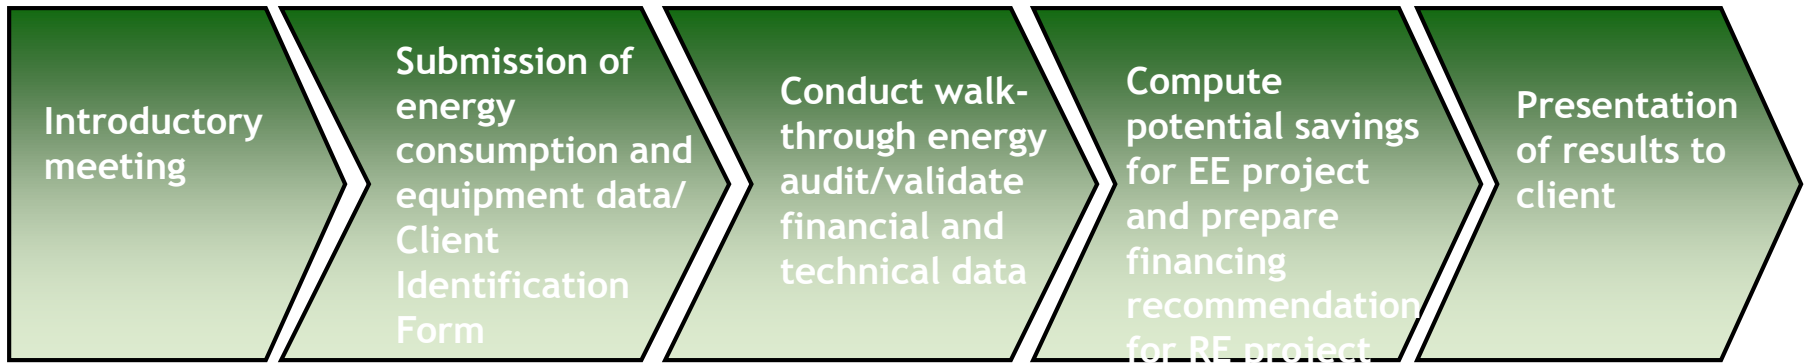 Introductory
meeting
Submission of
energy
consumption and
equipment data/
Client
Identification
Form
Conduct walk-
through energy
audit/validate
financial and
technical data
Compute
potential savings
for EE project
and prepare
financing
recommendation
for RE project
Presentation
of results to
client